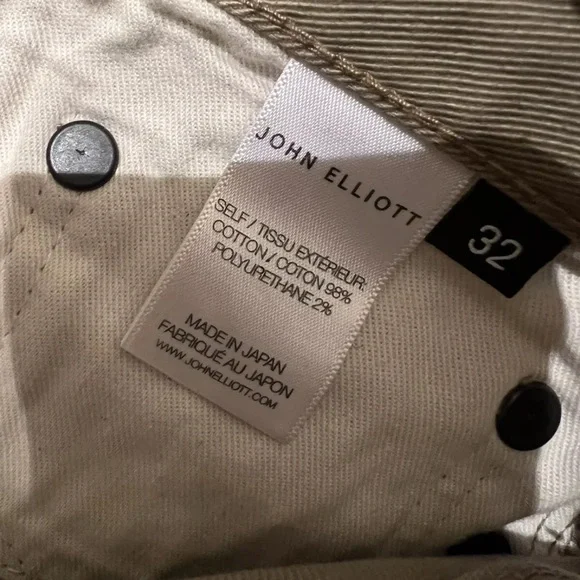 JOHN ELLIOTT
SELF / TISSU EXTÉRIEUR:
COTTON / COTON 98%
POLYURETHANE 2%
MADE IN JAPAN
FABRIQUÉ AU JAPON
WWW.JOHNELLIOTT.COM
32